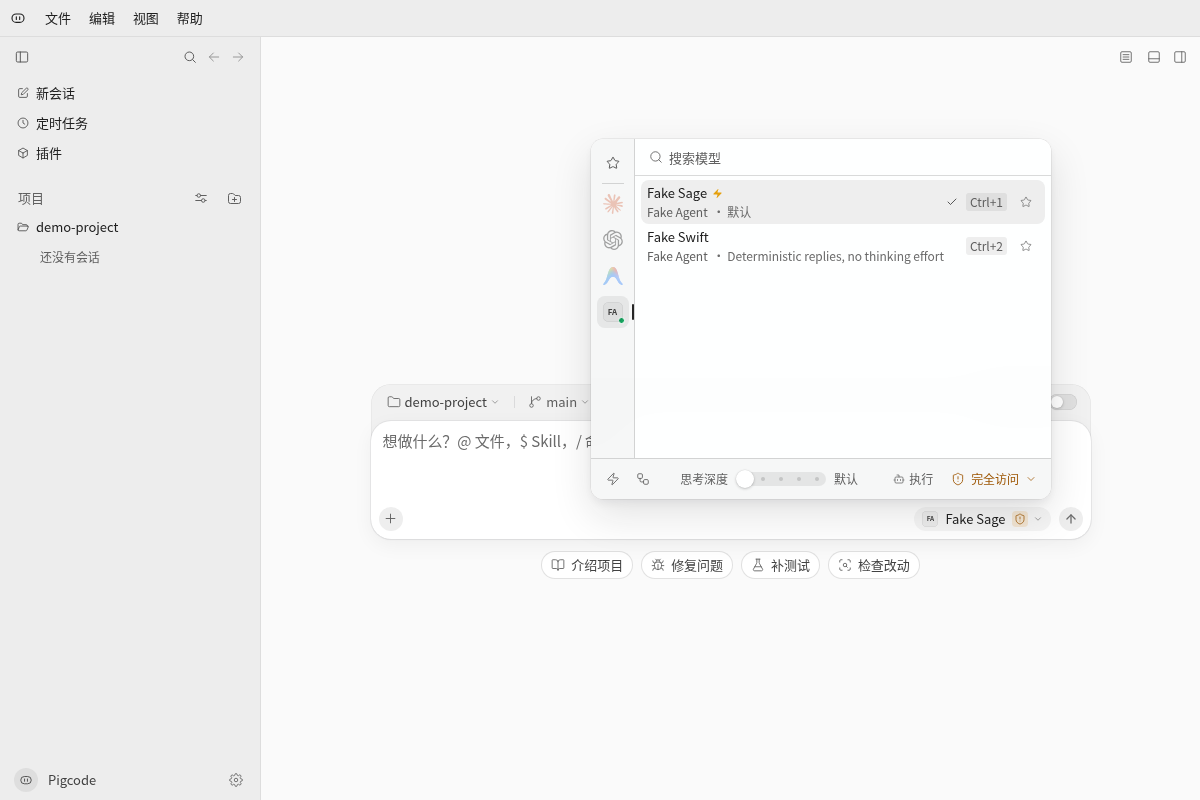 文件 编辑 视图 帮助
新会话
定时任务
插件
项目
demo-project
还没有会话
搜索模型
Fake Sage
Fake Agent • 默认
Ctrl+1
Fake Swift
Fake Agent • Deterministic replies, no thinking effort
Ctrl+2
FA
demo-project
main
想做什么？@ 文件，$ Skill，/
思考深度
默认
执行
完全访问
FA
Fake Sage
介绍项目
修复问题
补测试
检查改动
Pigcode